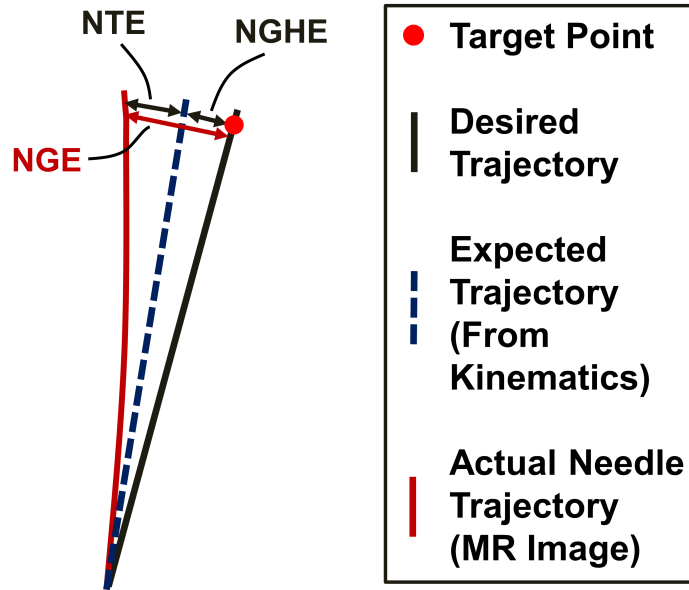 NTE
NGHE
NGE
Target Point
Desired
Trajectory
Expected
Trajectory
(From
Kinematics)
Actual Needle
Trajectory
(MR Image)